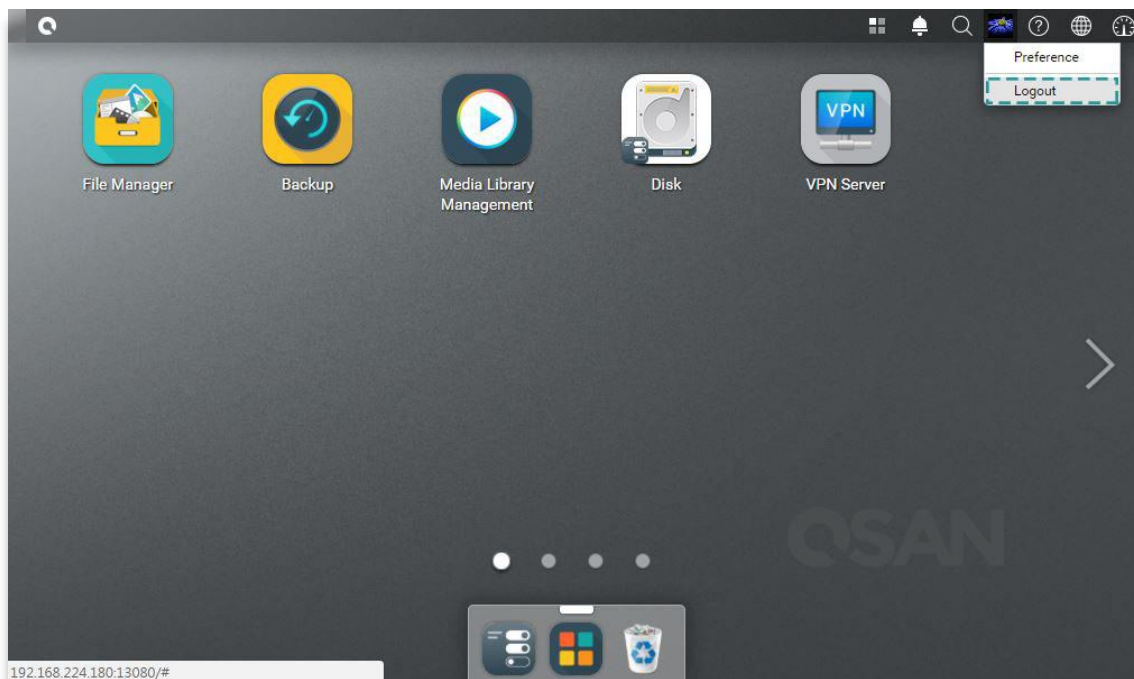 Preference
Logout
VPN
File Manager
Backup
Media Library
Management
Disk
VPN Server
QSAN
192.168.224.180:13080/#